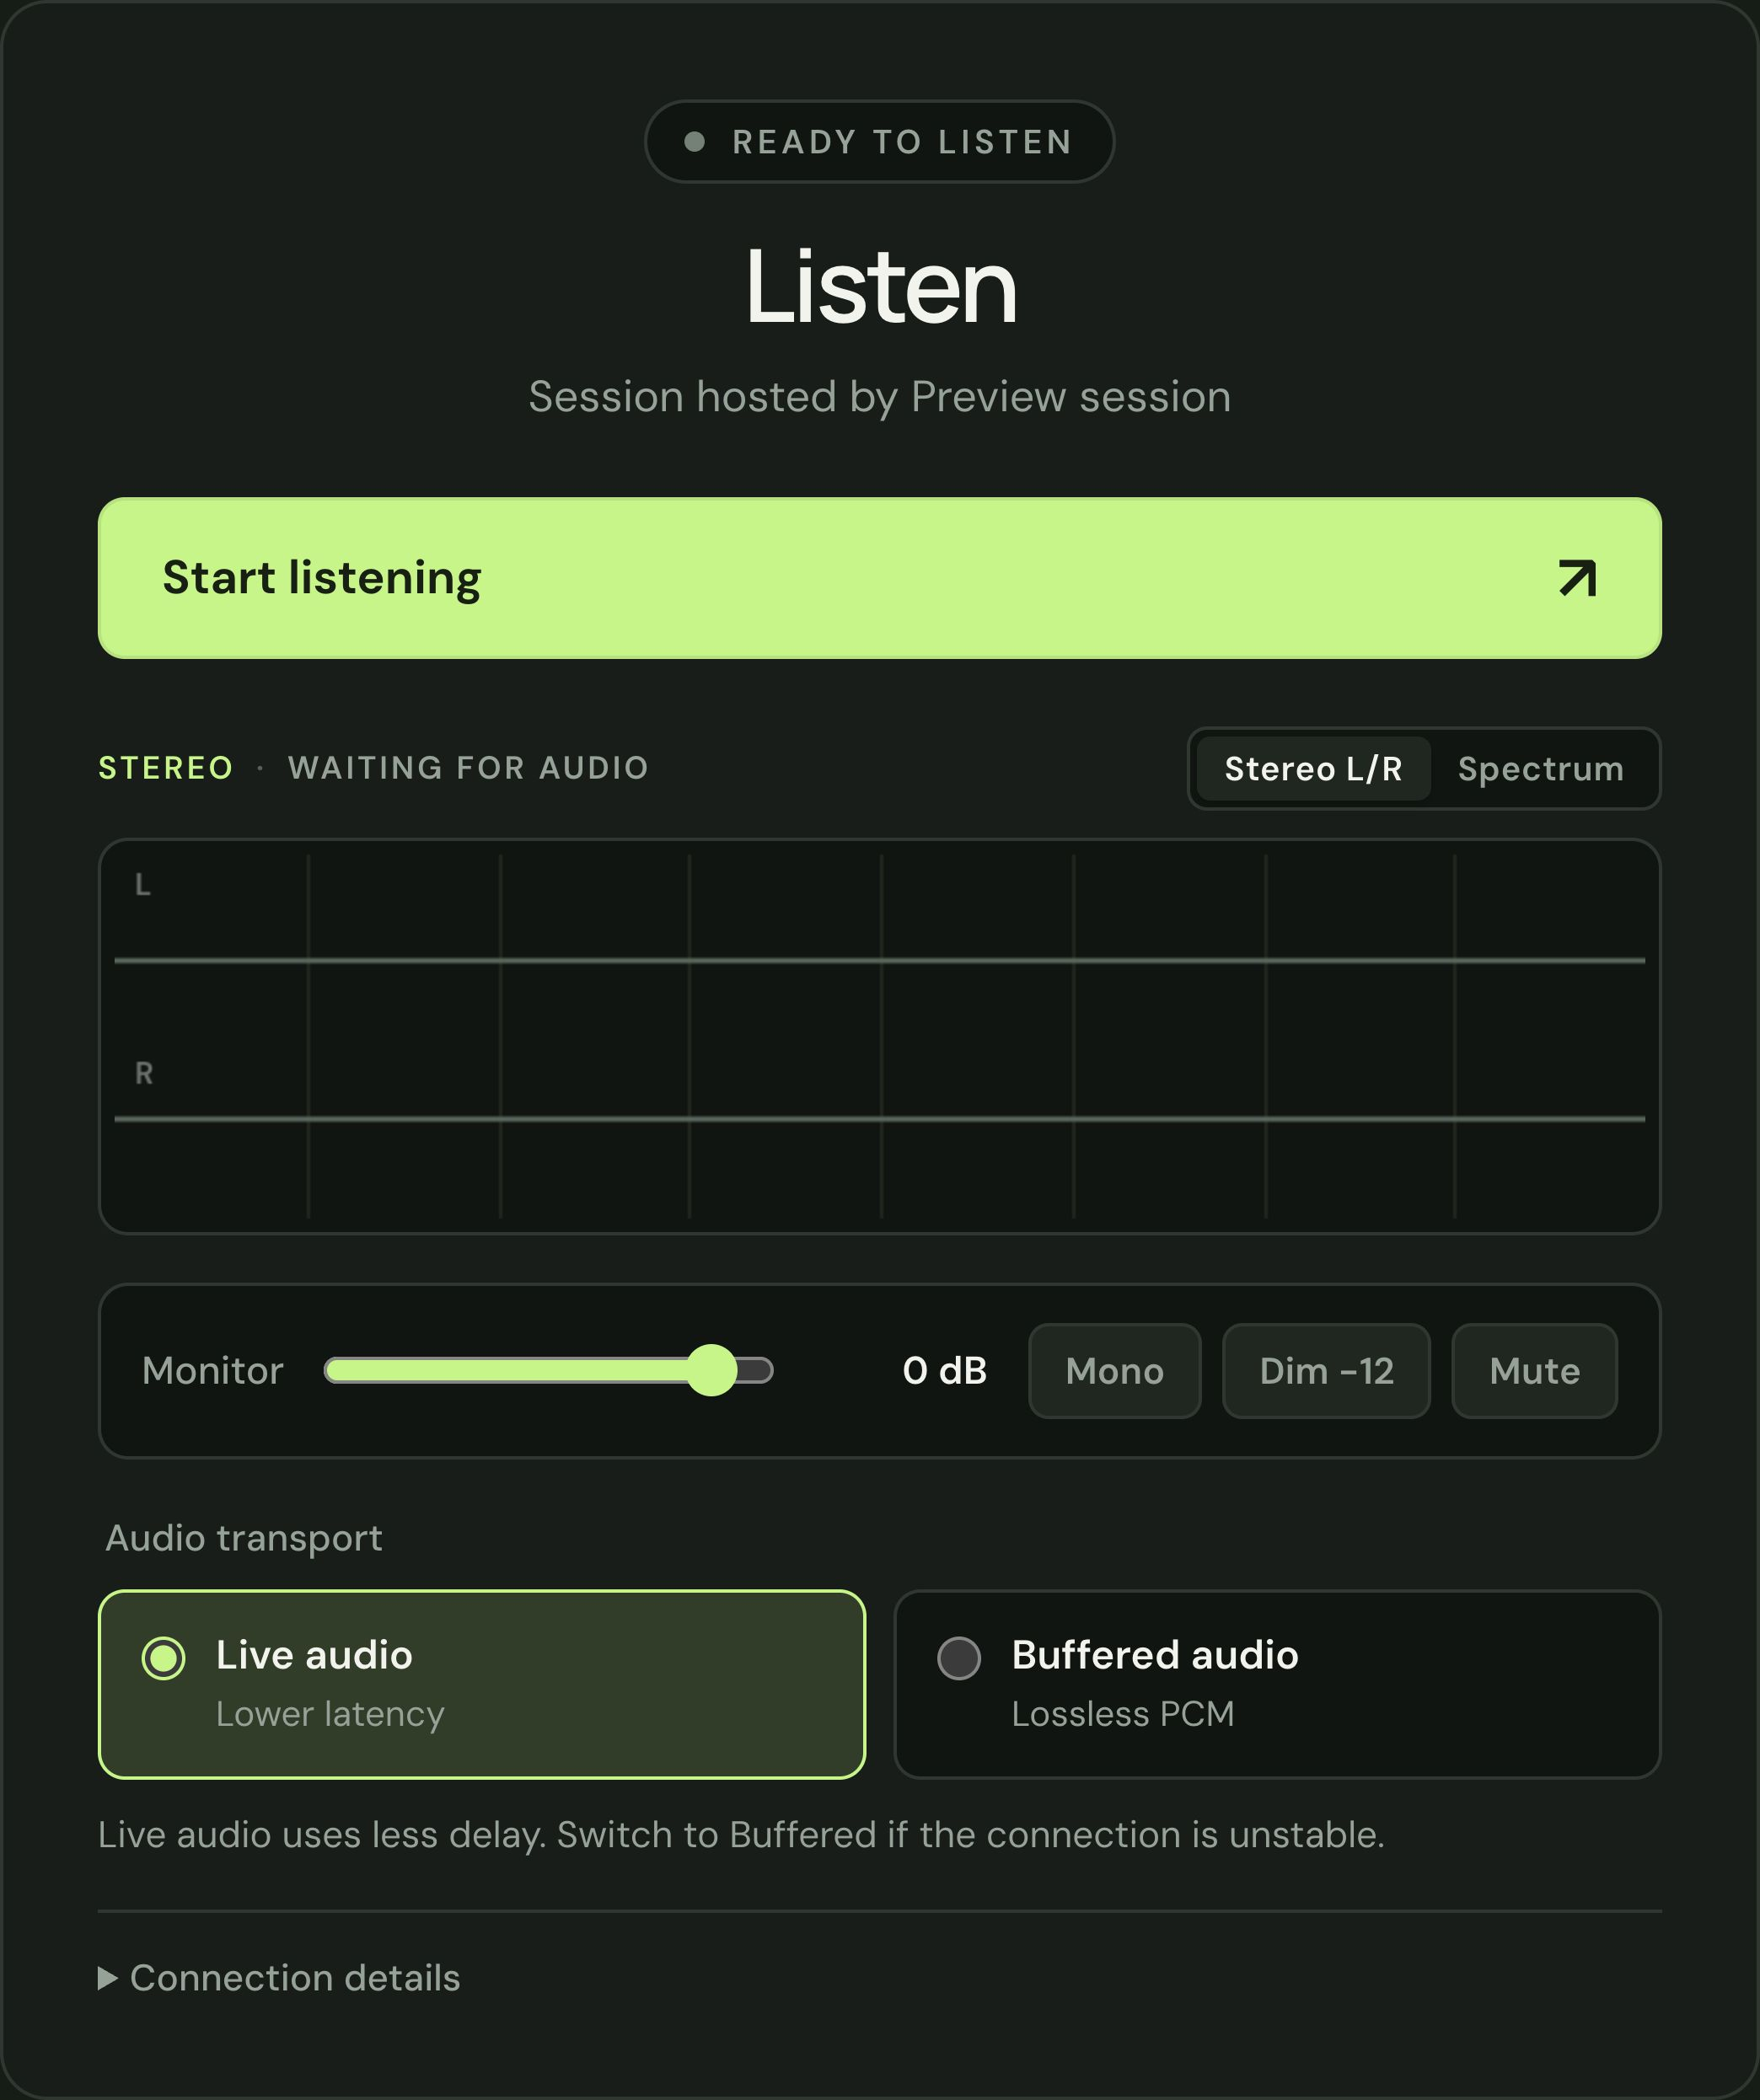 READY TO LISTEN
Listen
Session hosted by Preview session
Start listening
STEREO · WAITING FOR AUDIO
Stereo L/R Spectrum
L
R
Monitor 0 dB Mono Dim −12 Mute
Audio transport
Live audio
Lower latency
Buffered audio
Lossless PCM
Live audio uses less delay. Switch to Buffered if the connection is unstable.
Connection details